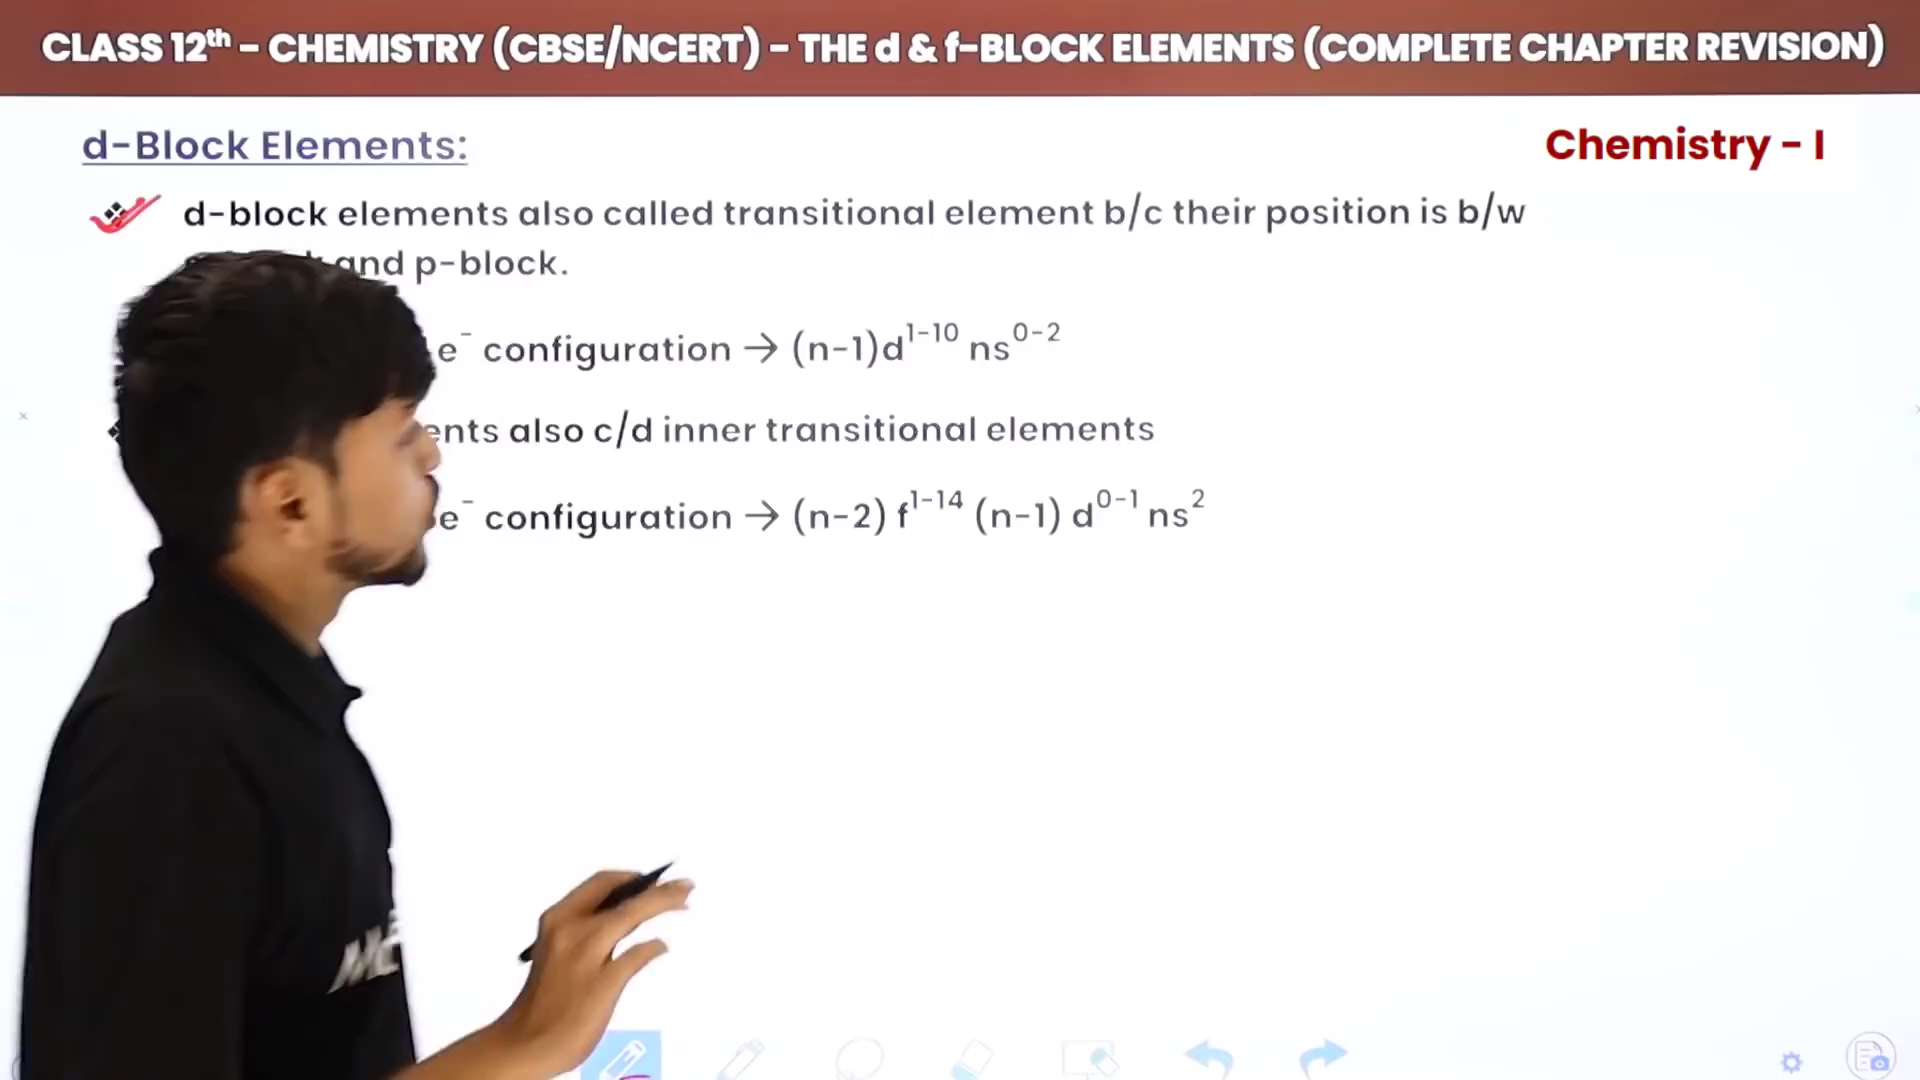 CLASS 12th - CHEMISTRY (CBSE/NCERT) - THE d & f-BLOCK ELEMENTS (COMPLETE CHAPTER REVISION)
d-Block Elements:
Chemistry - I
d-block elements also called transitional element b/c their position is b/w
and p-block.
e⁻ configuration → (n-1)d¹⁻¹⁰ ns⁰⁻²
also c/d inner transitional elements
e⁻ configuration → (n-2) f¹⁻¹⁴ (n-1) d⁰⁻¹ ns²